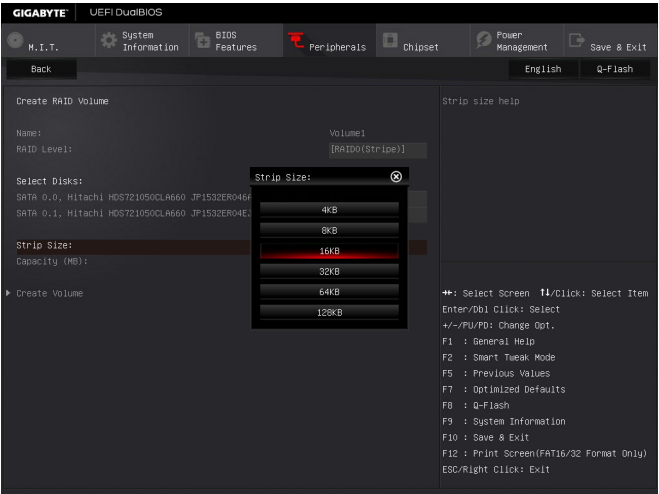 GIGABYTE™ UEFI DualBIOS
M.I.T.
System Information
BIOS Features
Peripherals
Chipset
Power Management
Save & Exit
Back
English
Q-Flash
Create RAID Volume
Strip size help
Name: Volume1
RAID Level: [RAID0(Stripe)]
Select Disks:
SATA 0.0, Hitachi HDS721050CLA660
SATA 0.1, Hitachi HDS721050CLA660
Strip Size:
Capacity (MB):
Create Volume
Strip Size:
4KB
8KB
16KB
32KB
64KB
128KB
→←: Select Screen ↑↓/Click: Select Item
Enter/Dbl Click: Select
+/-/PU/PD: Change Opt.
F1 : General Help
F2 : Smart Tweak Mode
F5 : Previous Values
F7 : Optimized Defaults
F8 : Q-Flash
F9 : System Information
F10 : Save & Exit
F12 : Print Screen(FAT16/32 Format Only)
ESC/Right Click: Exit